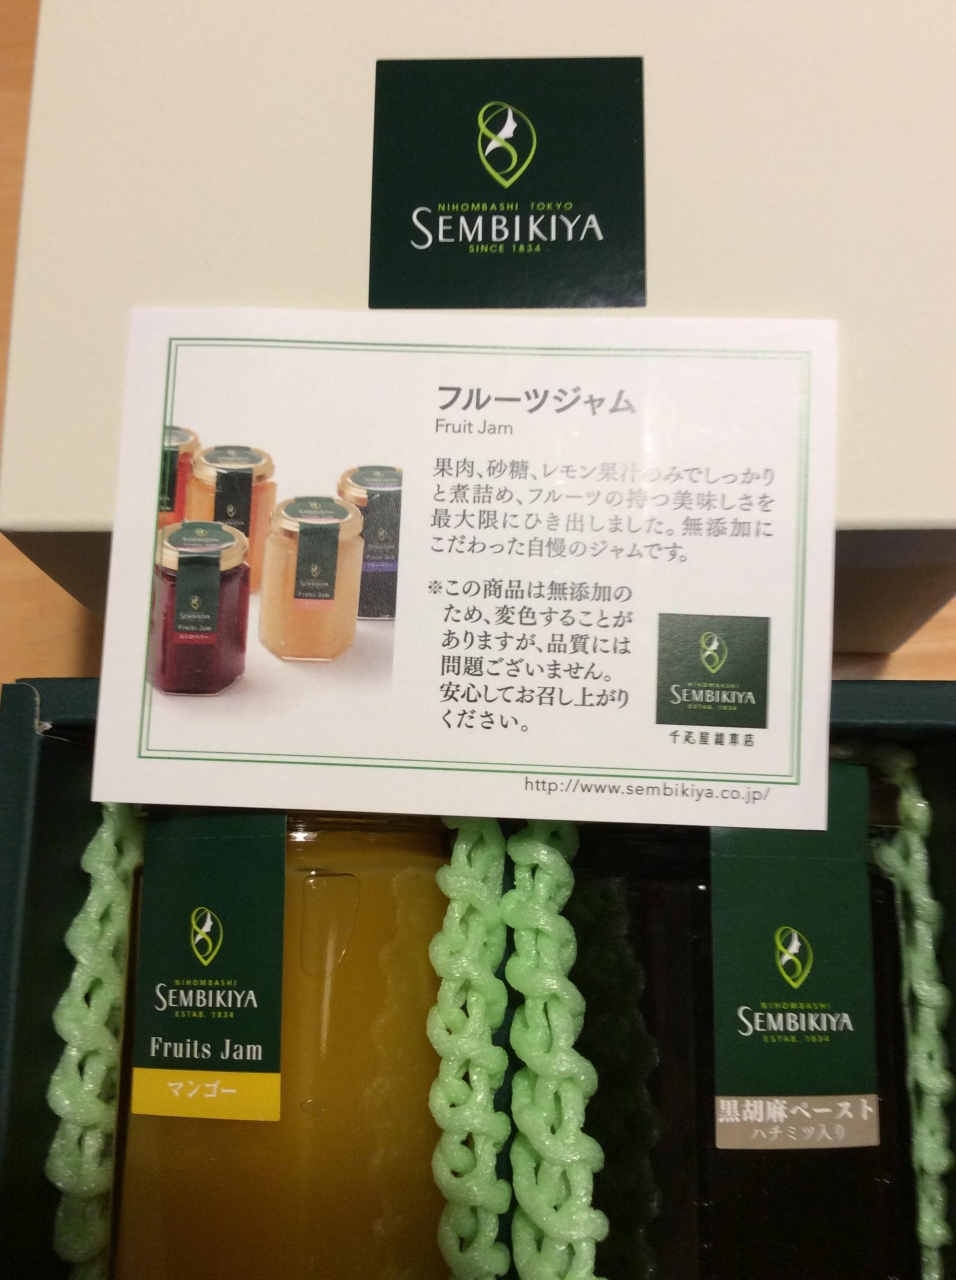 NIHOMBASHI TOKYO
SEMBIKIYA
SINCE 1834
フルーツジャム
Fruit Jam
果肉、砂糖、レモン果汁のみでしっかり
と煮詰め、フルーツの持つ美味しさを
最大限にひき出しました。無添加に
こだわった自慢のジャムです。
※この商品は無添加の
ため、変色することが
ありますが、品質には
問題ございません。
安心してお召し上がり
ください。
NIHOMBASHI
SEMBIKIYA
ESTAB. 1834
千疋屋總本店
http://www.sembikiya.co.jp/
SEMBIKIYA
Fruits Jam
NIHOMBASHI
SEMBIKIYA
ESTAB. 1834
Fruits Jam
マンゴー
NIHOMBASHI
SEMBIKIYA
ESTAB. 1834
黒胡麻ペースト
ハチミツ入り